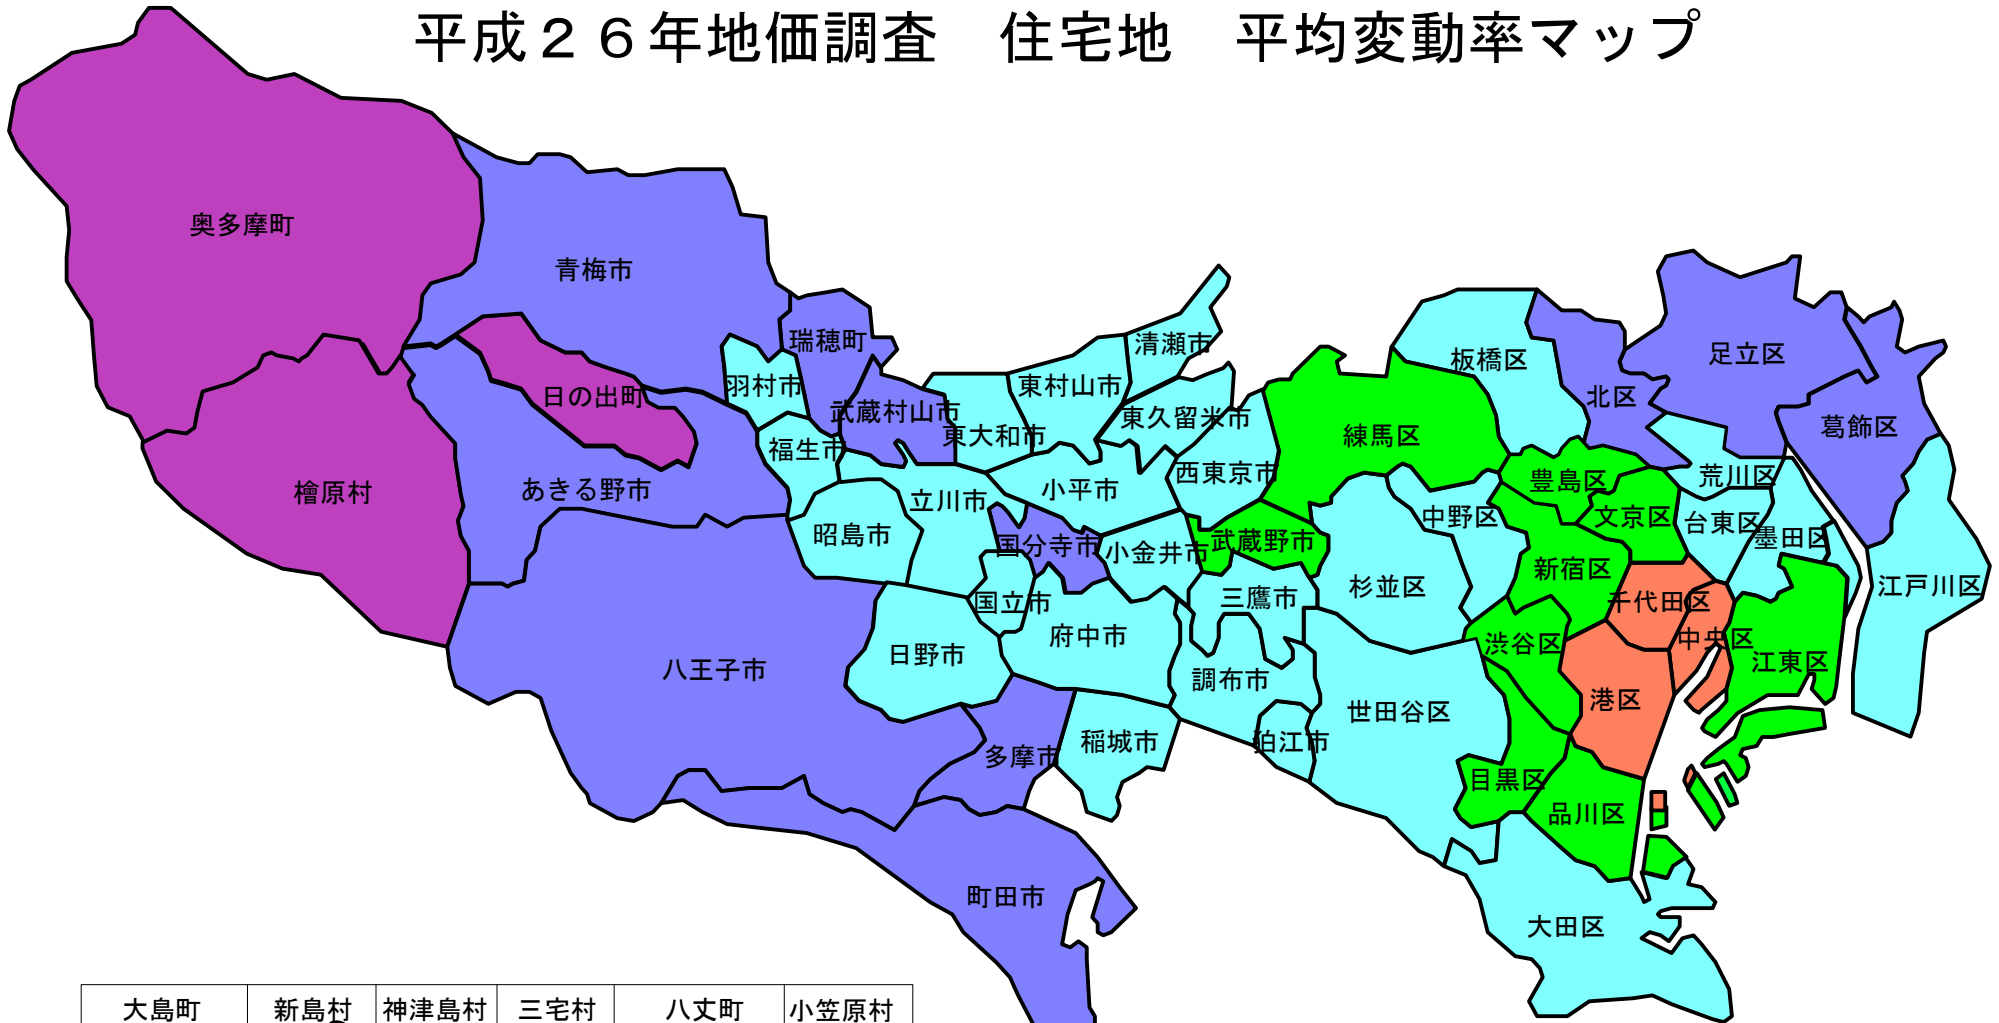 平成２６年地価調査　住宅地　平均変動率マップ
奥多摩町
青梅市
瑞穂町
清瀬市
板橋区
足立区
羽村市
東村山市
日の出町
北区
武蔵村山市
東久留米市
葛飾区
東大和市
練馬区
福生市
西東京市
荒川区
檜原村
あきる野市
小平市
豊島区
立川市
中野区
文京区
台東区
昭島市
国分寺市
小金井市
武蔵野市
墨田区
新宿区
杉並区
江戸川区
国立市
三鷹市
千代田区
府中市
中央区
日野市
渋谷区
江東区
八王子市
調布市
港区
世田谷区
多摩市
稲城市
狛江市
目黒区
品川区
町田市
大田区
大島町
新島村
神津島村
三宅村
八丈町
小笠原村